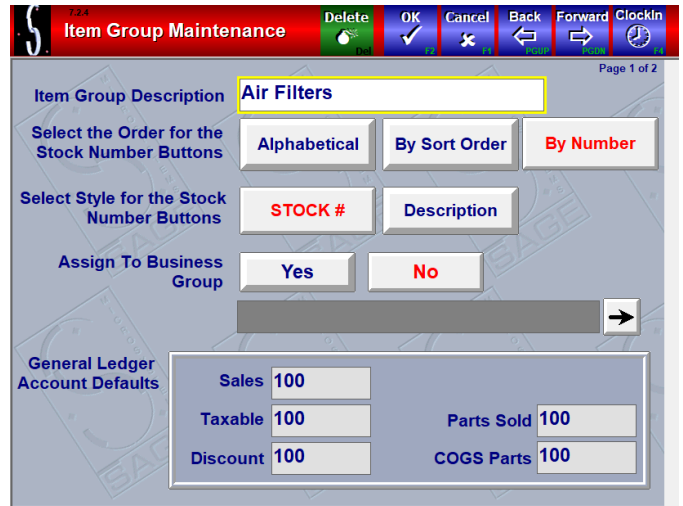 7.2.4
Item Group Maintenance
Delete
Del
OK
F2
Cancel
F1
Back
PGUP
Forward
PGDN
ClockIn
F4
Page 1 of 2
Item Group Description
Air Filters
Select the Order for the
Stock Number Buttons
Alphabetical
By Sort Order
By Number
Select Style for the Stock
Number Buttons
STOCK #
Description
Assign To Business
Group
Yes
No
General Ledger
Account Defaults
Sales 100
Taxable 100
Parts Sold 100
Discount 100
COGS Parts 100
SAGE
SAGE
SAGE